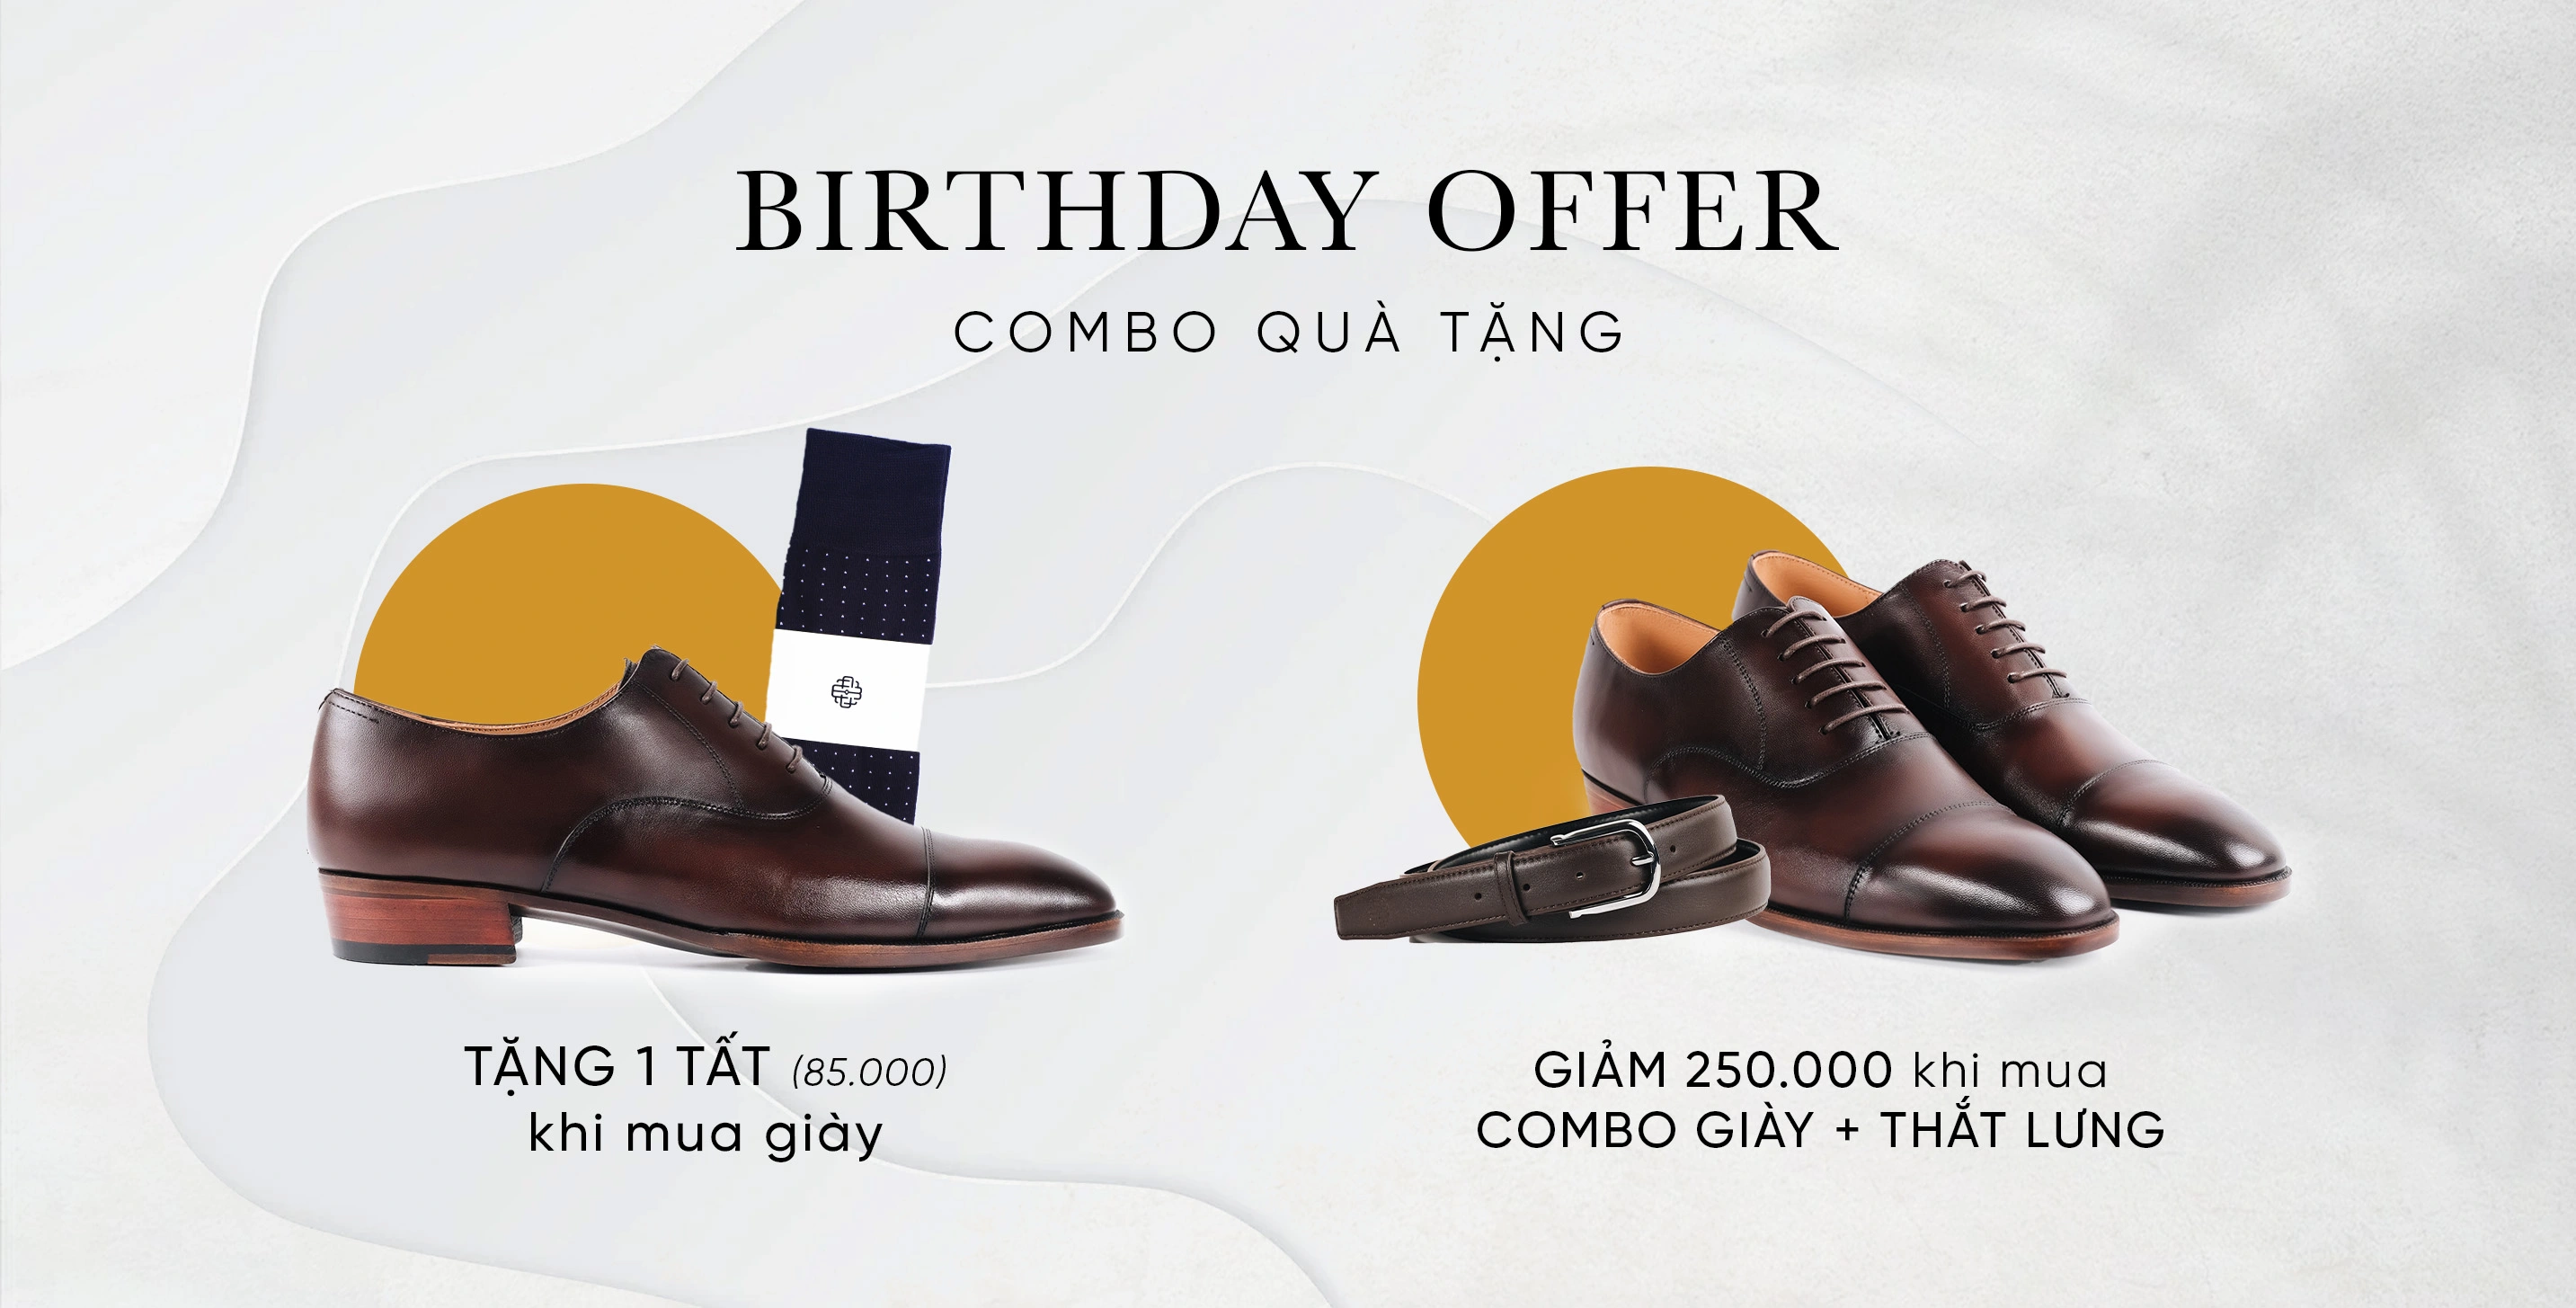 BIRTHDAY OFFER
COMBO QUÀ TẶNG
TẶNG 1 TẤT (85.000)
khi mua giày
GIẢM 250.000 khi mua
COMBO GIÀY + THẮT LƯNG